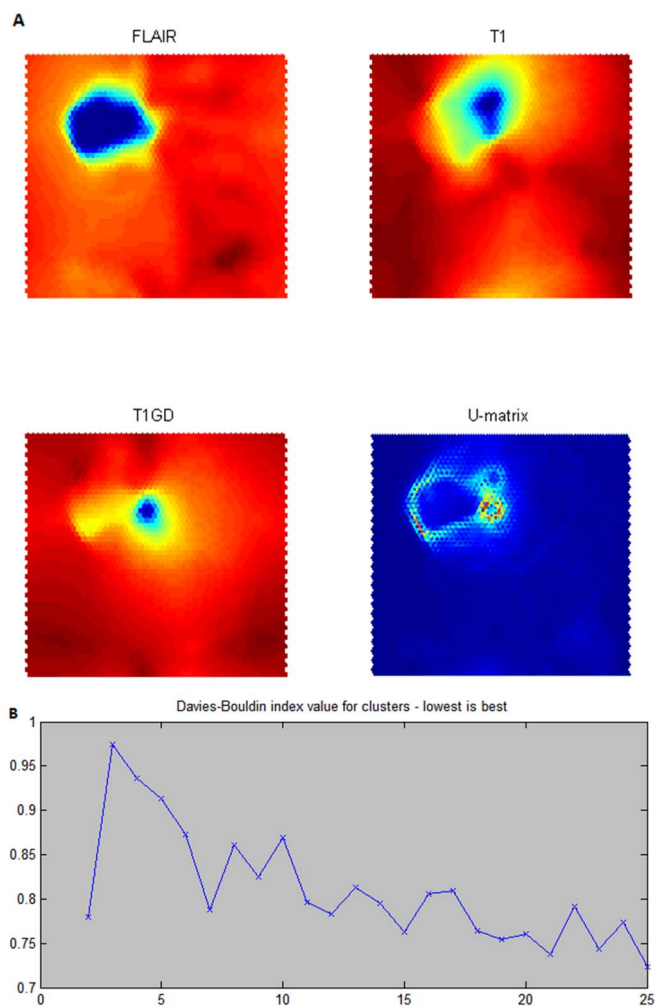 A
FLAIR T1
T1GD U-matrix
B Davies-Bouldin index value for clusters - lowest is best
1
0.95
0.9
0.85
0.8
0.75
0.7
0 5 10 15 20 25